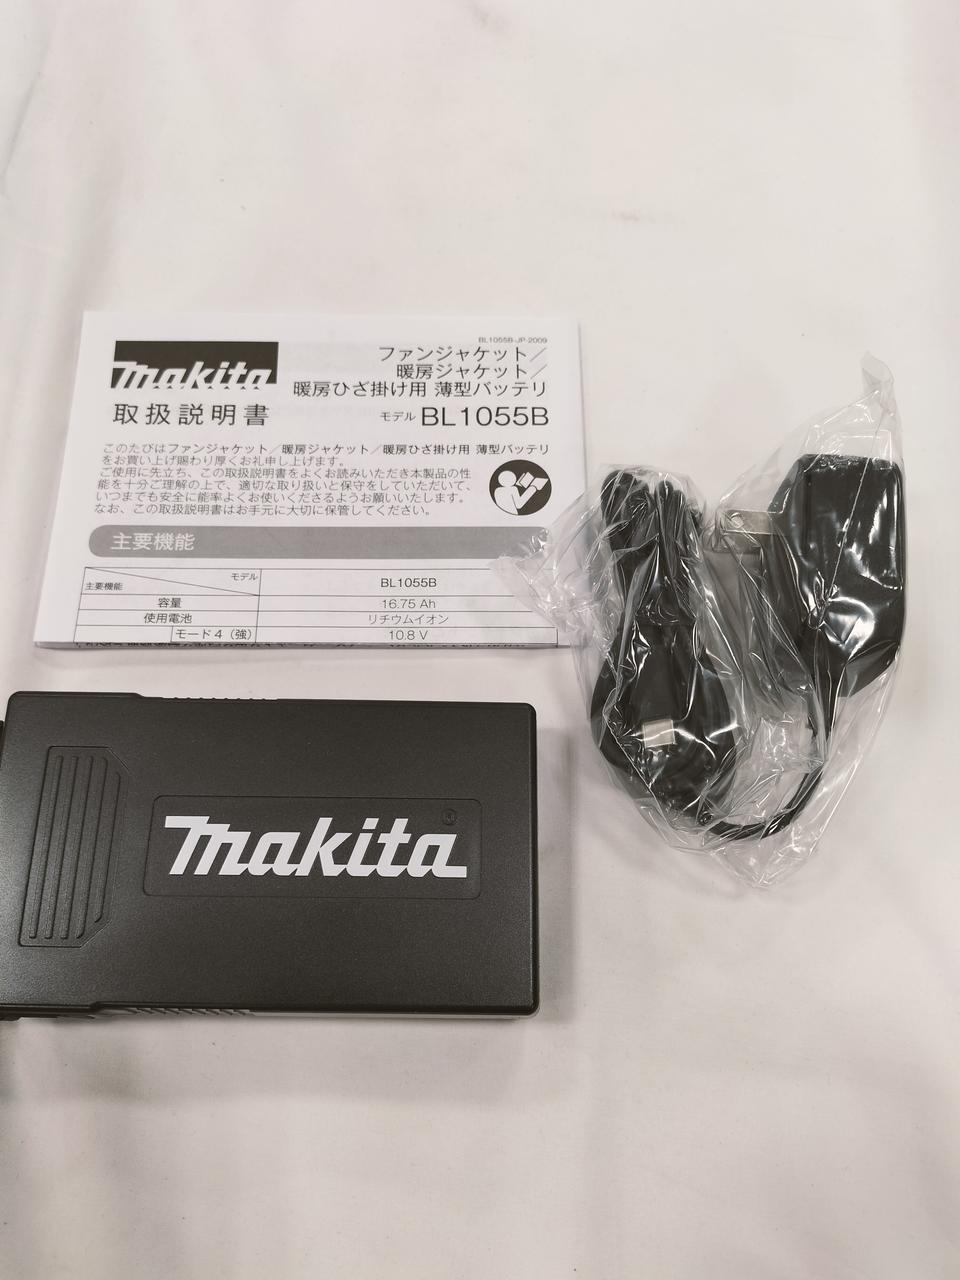 BL1055B-JP-2009
makita
ファンジャケット／
暖房ジャケット／
暖房ひざ掛け用 薄型バッテリ
取扱説明書
モデル BL1055B
このたびはファンジャケット／暖房ジャケット／暖房ひざ掛け用 薄型バッテリ
をお買い上げ賜わり厚くお礼申し上げます。
ご使用に先立ち、この取扱説明書をよくお読みいただき本製品の性
能を十分ご理解の上で、適切な取り扱いと保守をしていただいて、
いつまでも安全に能率よくお使いくださるようお願いいたします。
なお、この取扱説明書はお手元に大切に保管してください。
主要機能
モデル
主要機能
BL1055B
容量 16.75 Ah
使用電池 リチウムイオン
モード４（強） 10.8 V
makita®